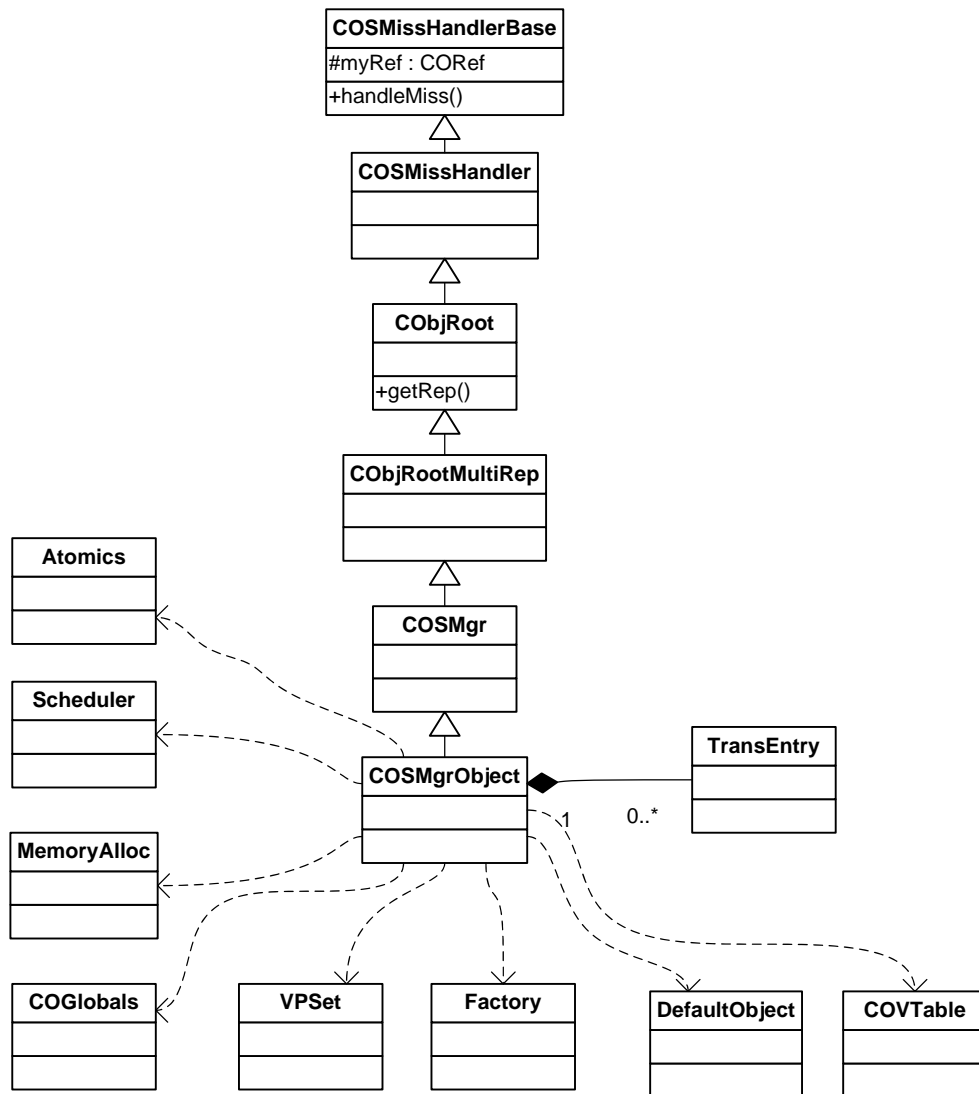 COSMissHandlerBase
#myRef : CORef
+handleMiss()
COSMissHandler
CObjRoot
+getRep()
CObjRootMultiRep
Atomics
COSMgr
Scheduler
TransEntry
COSMgrObject
1
0..*
MemoryAlloc
COGlobals
VPSet
Factory
DefaultObject
COVTable